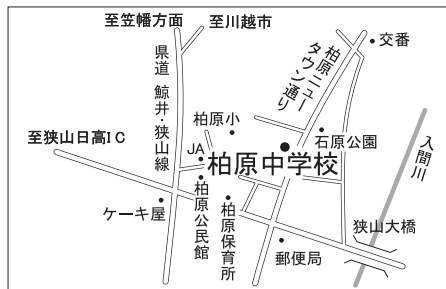 至笠幡方面
至川越市
県道 鯨井・狭山線
柏原ニュータウン通り
交番
柏原小
石原公園
入間川
至狭山日高IC
JA
柏原中学校
ケーキ屋
柏原公民館
柏原保育所
郵便局
狭山大橋